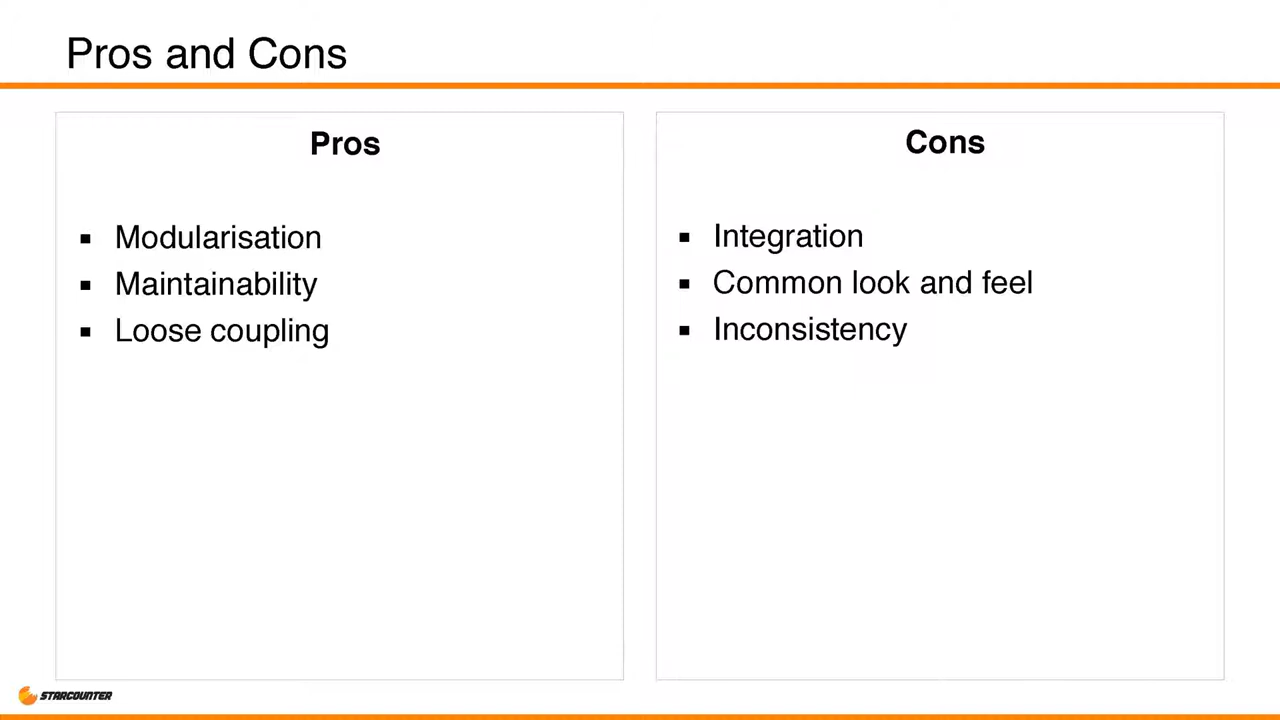 Pros and Cons
Pros
▪ Modularisation
▪ Maintainability
▪ Loose coupling
Cons
▪ Integration
▪ Common look and feel
▪ Inconsistency
STARCOUNTER